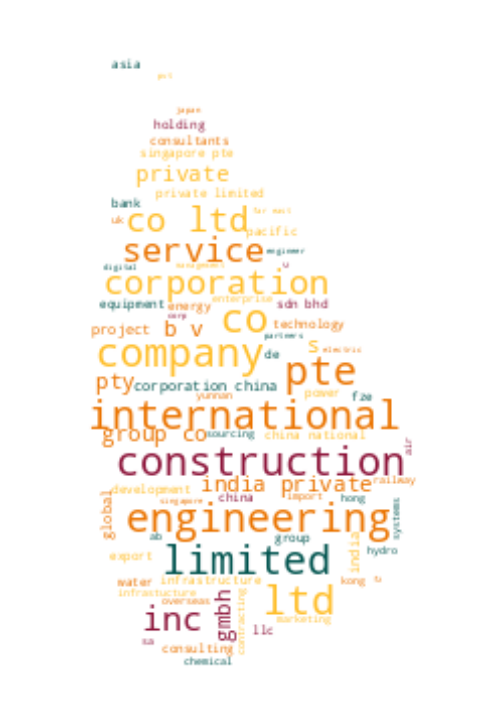 asia
pvt
japan
holding
consultants
singapore pte
private
private limited
bank
far east
uk
co ltd
pacific
service
engineer
digital
management
u
corporation
enterprise
equipment
energy
sdn bhd
corp
co
technology
project
b v
partners
s
electric
company
de
pte
pty
corporation china
power
yunnan
fze
international
group co
sourcing
china national
air
construction
india private
railway
development
china
import
hong
singapore
global
engineering
systems
ab
group
india
hydro
limited
export
water
infrastructure
kong
infrastucture
ltd
overseas
marketing
inc
gmbh
contracting
llc
sa
consulting
chemical